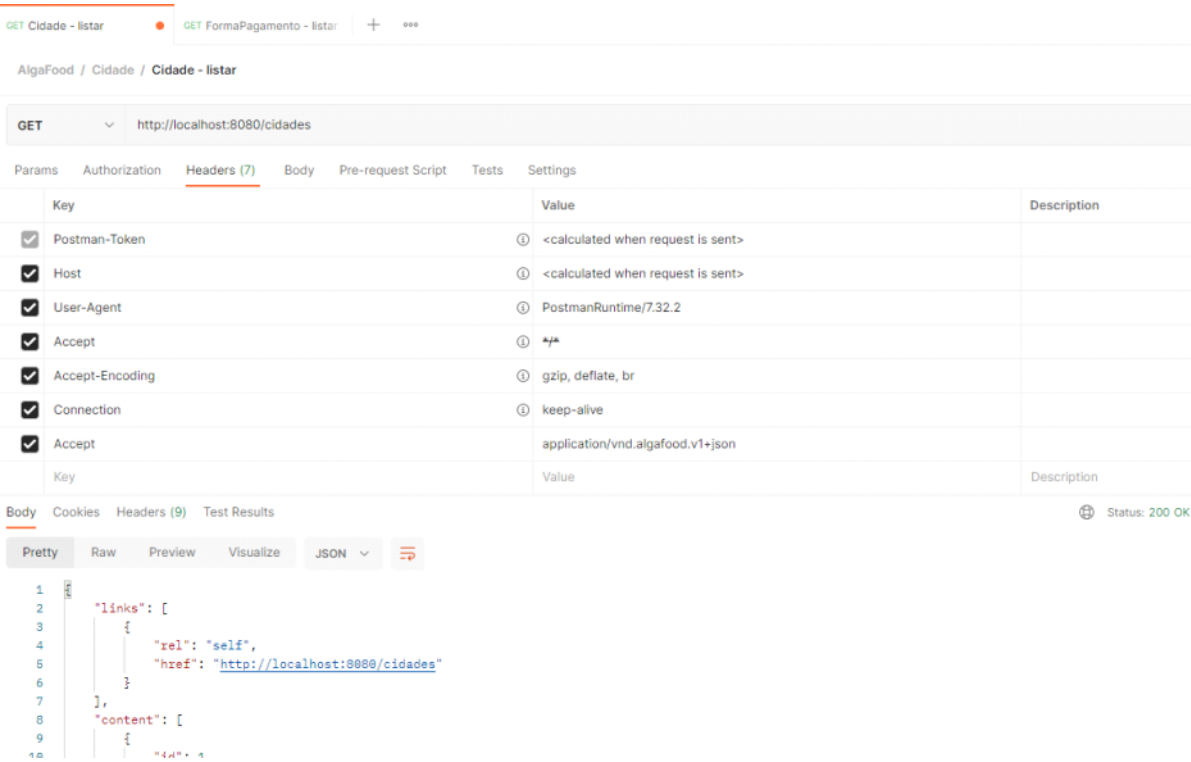 GET Cidade - listar GET FormaPagamento - listar + ooo
AlgaFood / Cidade / Cidade - listar
GET http://localhost:8080/cidades
Params Authorization Headers (7) Body Pre-request Script Tests Settings
Key Value Description
Postman-Token <calculated when request is sent>
Host <calculated when request is sent>
User-Agent PostmanRuntime/7.32.2
Accept */*
Accept-Encoding gzip, deflate, br
Connection keep-alive
Accept application/vnd.algafood.v1+json
Key Value Description
Body Cookies Headers (9) Test Results Status: 200 OK
Pretty Raw Preview Visualize JSON
1 {
2 "links": [
3 {
4 "rel": "self",
5 "href": "http://localhost:8080/cidades"
6 }
7 ],
8 "content": [
9 {
10 "id": 1